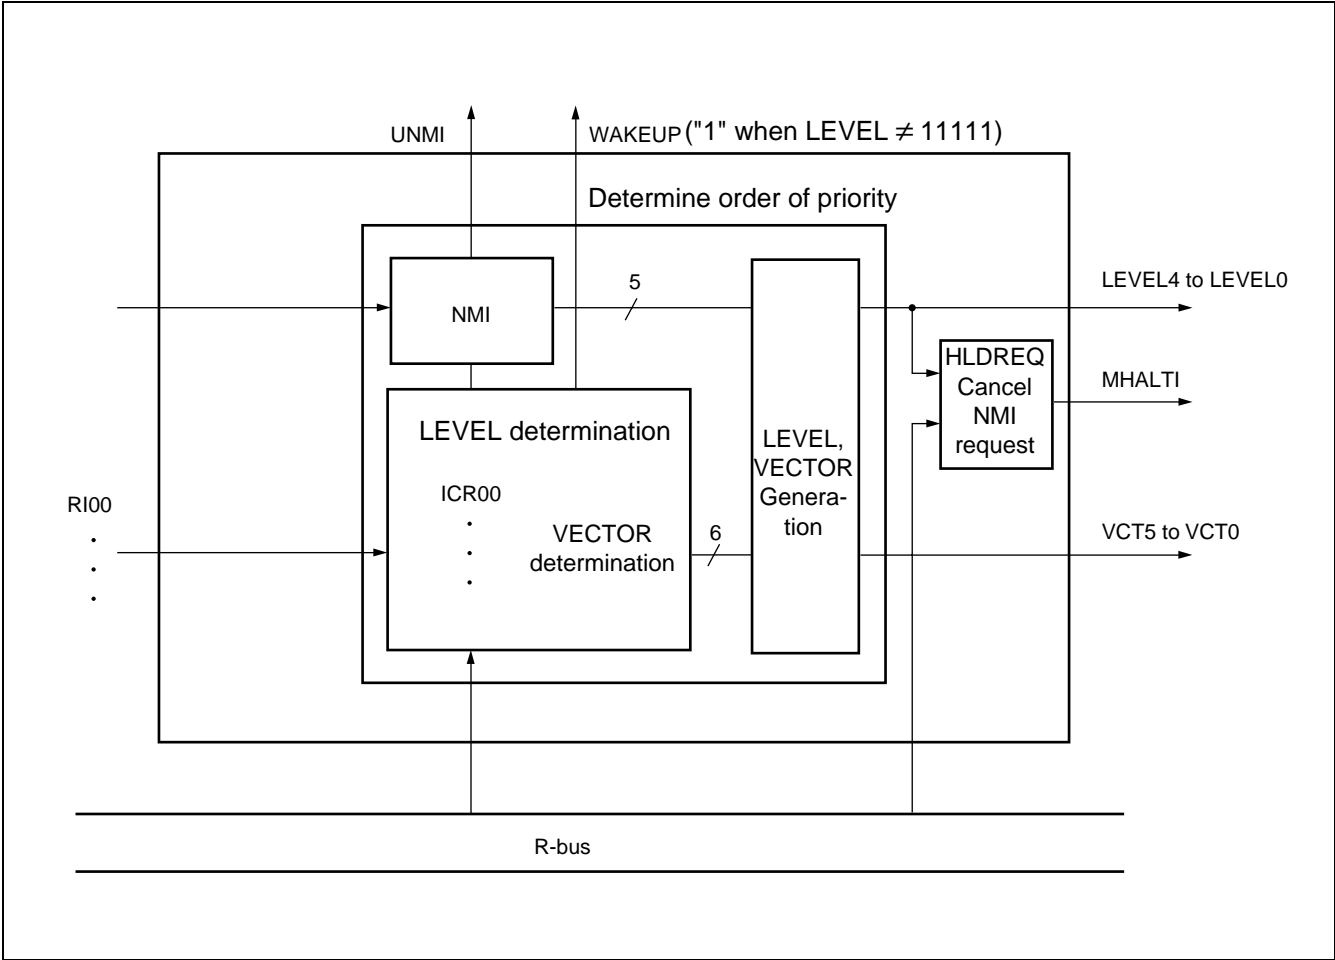 UNMI
WAKEUP ("1" when LEVEL ≠ 11111)
Determine order of priority
5
NMI
LEVEL4 to LEVEL0
HLDREQ
Cancel
NMI
request
MHALTI
LEVEL determination
LEVEL,
VECTOR
Genera-
tion
ICR00
.
.
.
VECTOR
determination
6
RI00
.
.
.
VCT5 to VCT0
R-bus